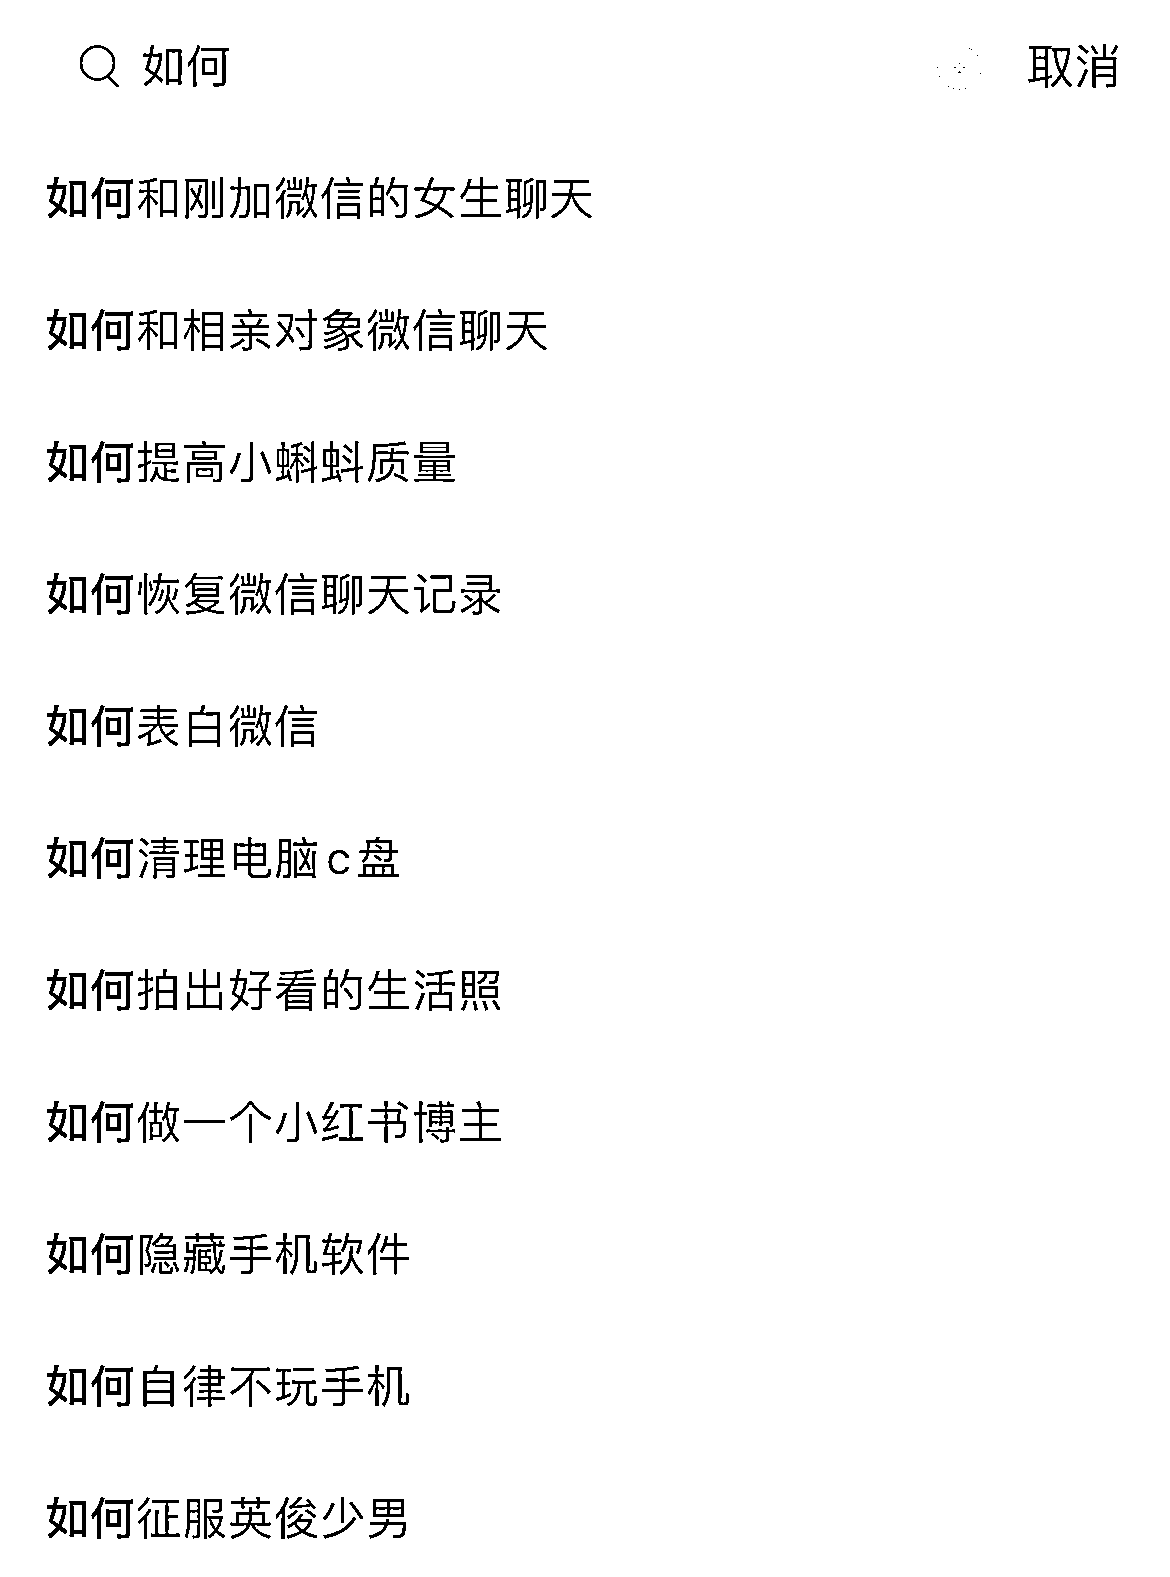 如何 取消
如何和刚加微信的女生聊天
如何和相亲对象微信聊天
如何提高小蝌蚪质量
如何恢复微信聊天记录
如何表白微信
如何清理电脑c盘
如何拍出好看的生活照
如何做一个小红书博主
如何隐藏手机软件
如何自律不玩手机
如何征服英俊少男